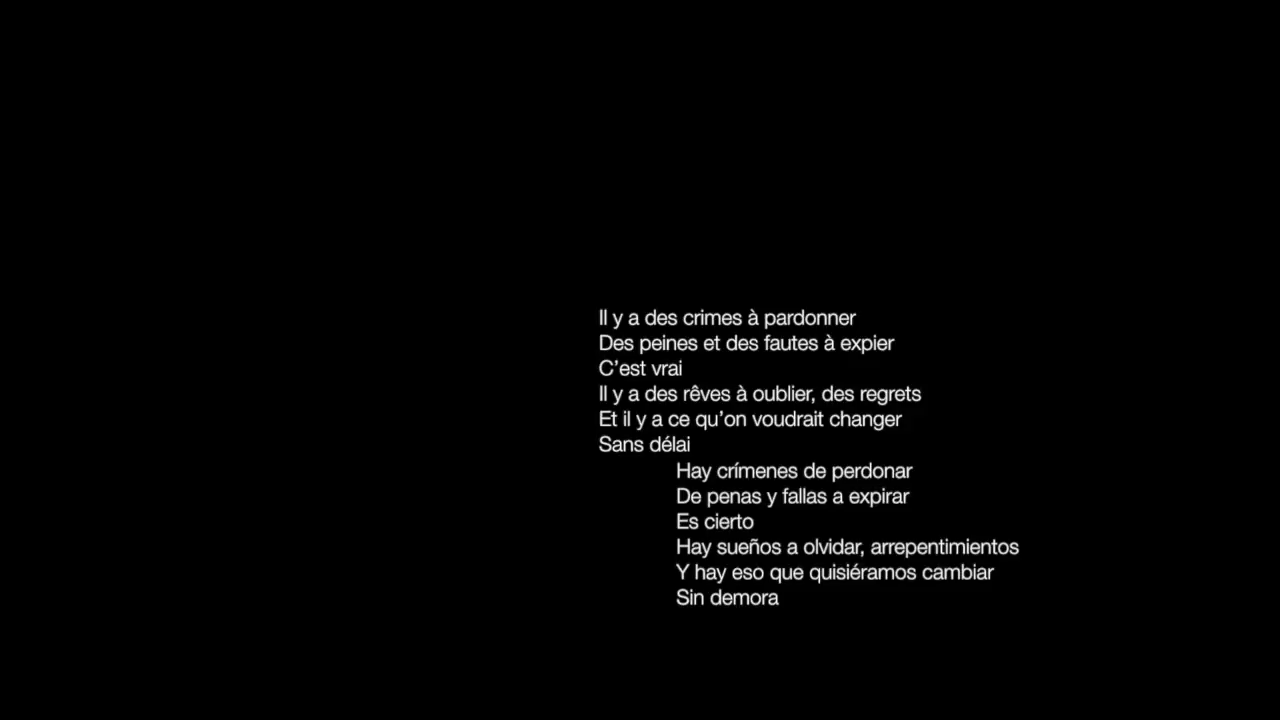 Il y a des crimes à pardonner
Des peines et des fautes à expier
C’est vrai
Il y a des rêves à oublier, des regrets
Et il y a ce qu’on voudrait changer
Sans délai
Hay crímenes de perdonar
De penas y fallas a expirar
Es cierto
Hay sueños a olvidar, arrepentimientos
Y hay eso que quisiéramos cambiar
Sin demora